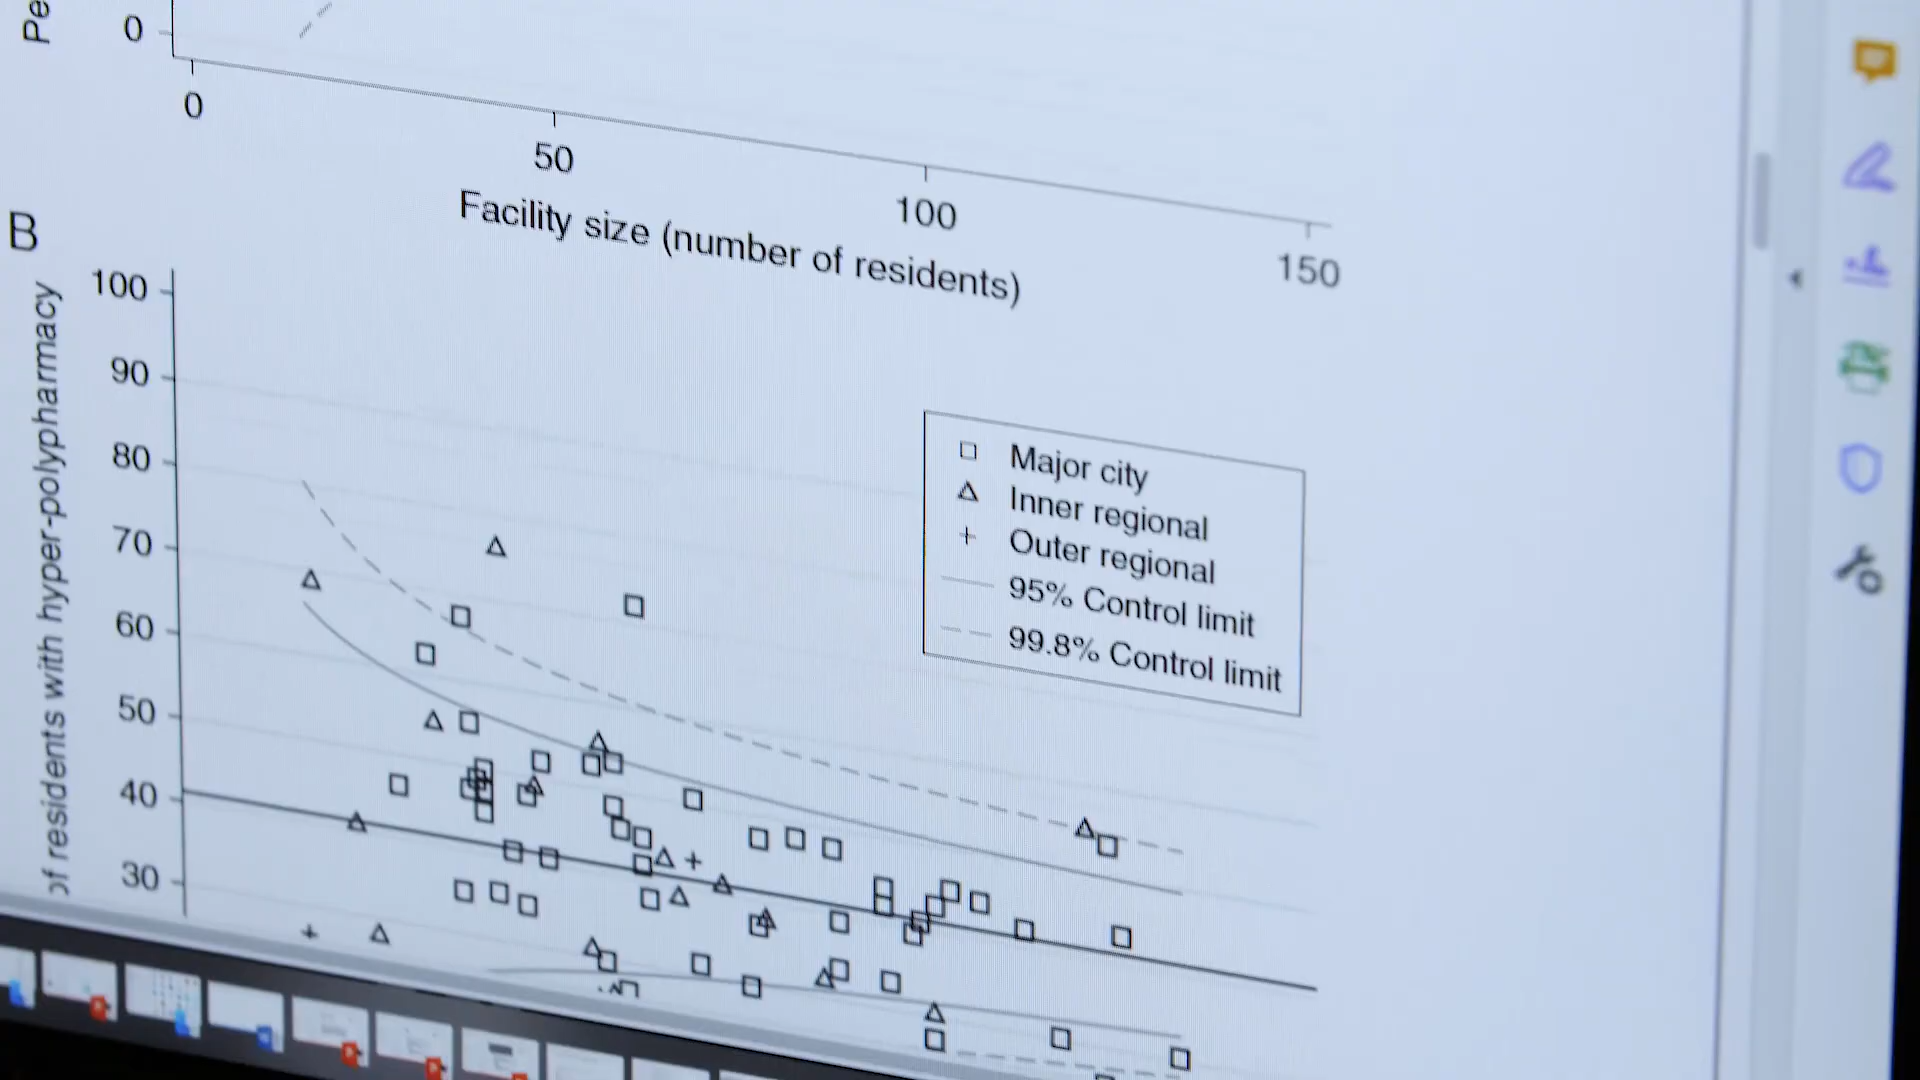 0
0
50
100
150
Facility size (number of residents)
B
of residents with hyper-polypharmacy
100
90
80
70
60
50
40
30
Major city
Inner regional
Outer regional
95% Control limit
99.8% Control limit